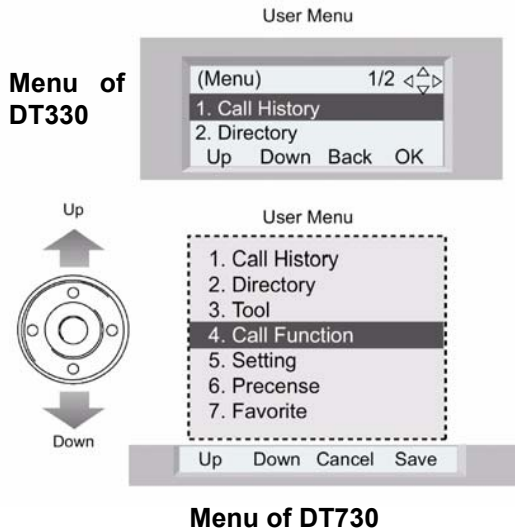 User Menu
Menu of
DT330
(Menu) 1/2
1. Call History
2. Directory
Up Down Back OK
Up
User Menu
1. Call History
2. Directory
3. Tool
4. Call Function
5. Setting
6. Precense
7. Favorite
Down
Up Down Cancel Save
Menu of DT730